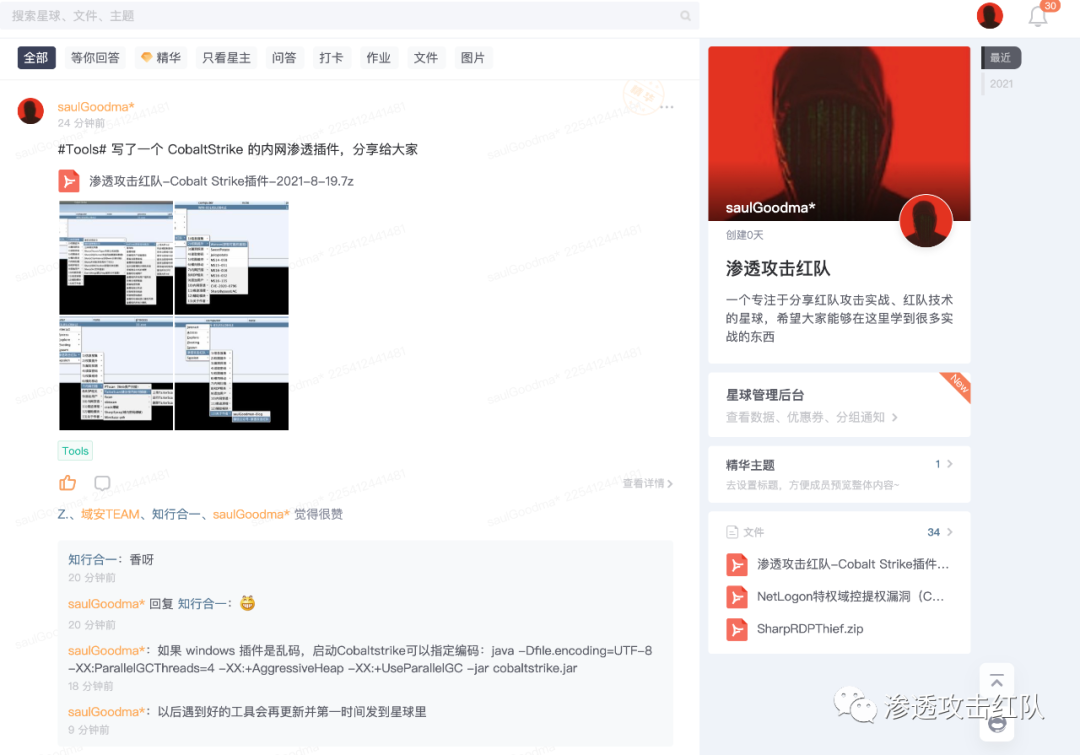 搜索星球、文件、主题
30
全部 等你回答 精华 只看星主 问答 打卡 作业 文件 图片
saulGoodma*
24 分钟前
#Tools# 写了一个 CobaltStrike 的内网渗透插件，分享给大家
渗透攻击红队-Cobalt Strike插件-2021-8-19.7z
Tools
查看详情
Z.、域安TEAM、知行合一、saulGoodma* 觉得很赞
知行合一：香呀
20 分钟前
saulGoodma* 回复 知行合一：
20 分钟前
saulGoodma*：如果 windows 插件是乱码，启动Cobaltstrike可以指定编码：java -Dfile.encoding=UTF-8
-XX:ParallelGCThreads=4 -XX:+AggressiveHeap -XX:+UseParallelGC -jar cobaltstrike.jar
18 分钟前
saulGoodma*：以后遇到好的工具会再更新并第一时间发到星球里
9 分钟前
saulGoodma*
创建0天
渗透攻击红队
一个专注于分享红队攻击实战、红队技术
的星球，希望大家能够在这里学到很多实
战的东西
星球管理后台
New
查看数据、优惠券、分组通知
精华主题 1
去设置标题，方便成员预览整体内容~
文件 34
渗透攻击红队-Cobalt Strike插件...
NetLogon特权域控提权漏洞（C...
SharpRDPThief.zip
最近
2021
渗透攻击红队
saulGoodma* 225412441481